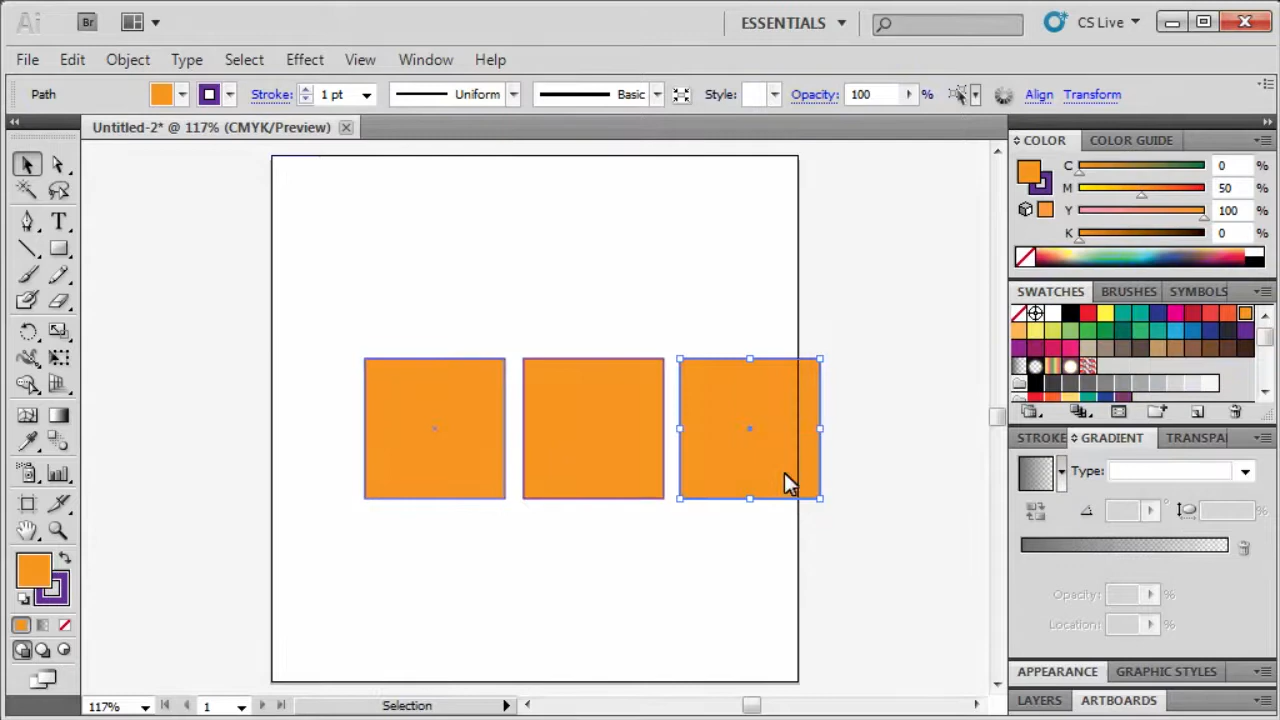 Ai Br ESSENTIALS CS Live
File Edit Object Type Select Effect View Window Help
Path Stroke: 1 pt Uniform Basic Style: Opacity: 100 % Align Transform
Untitled-2* @ 117% (CMYK/Preview)
COLOR COLOR GUIDE
C 0 %
M 50 %
Y 100 %
K 0 %
SWATCHES BRUSHES SYMBOLS
STROKE GRADIENT TRANSPA
Type:
° %
Opacity: %
Location: %
APPEARANCE GRAPHIC STYLES
LAYERS ARTBOARDS
117% 1 Selection